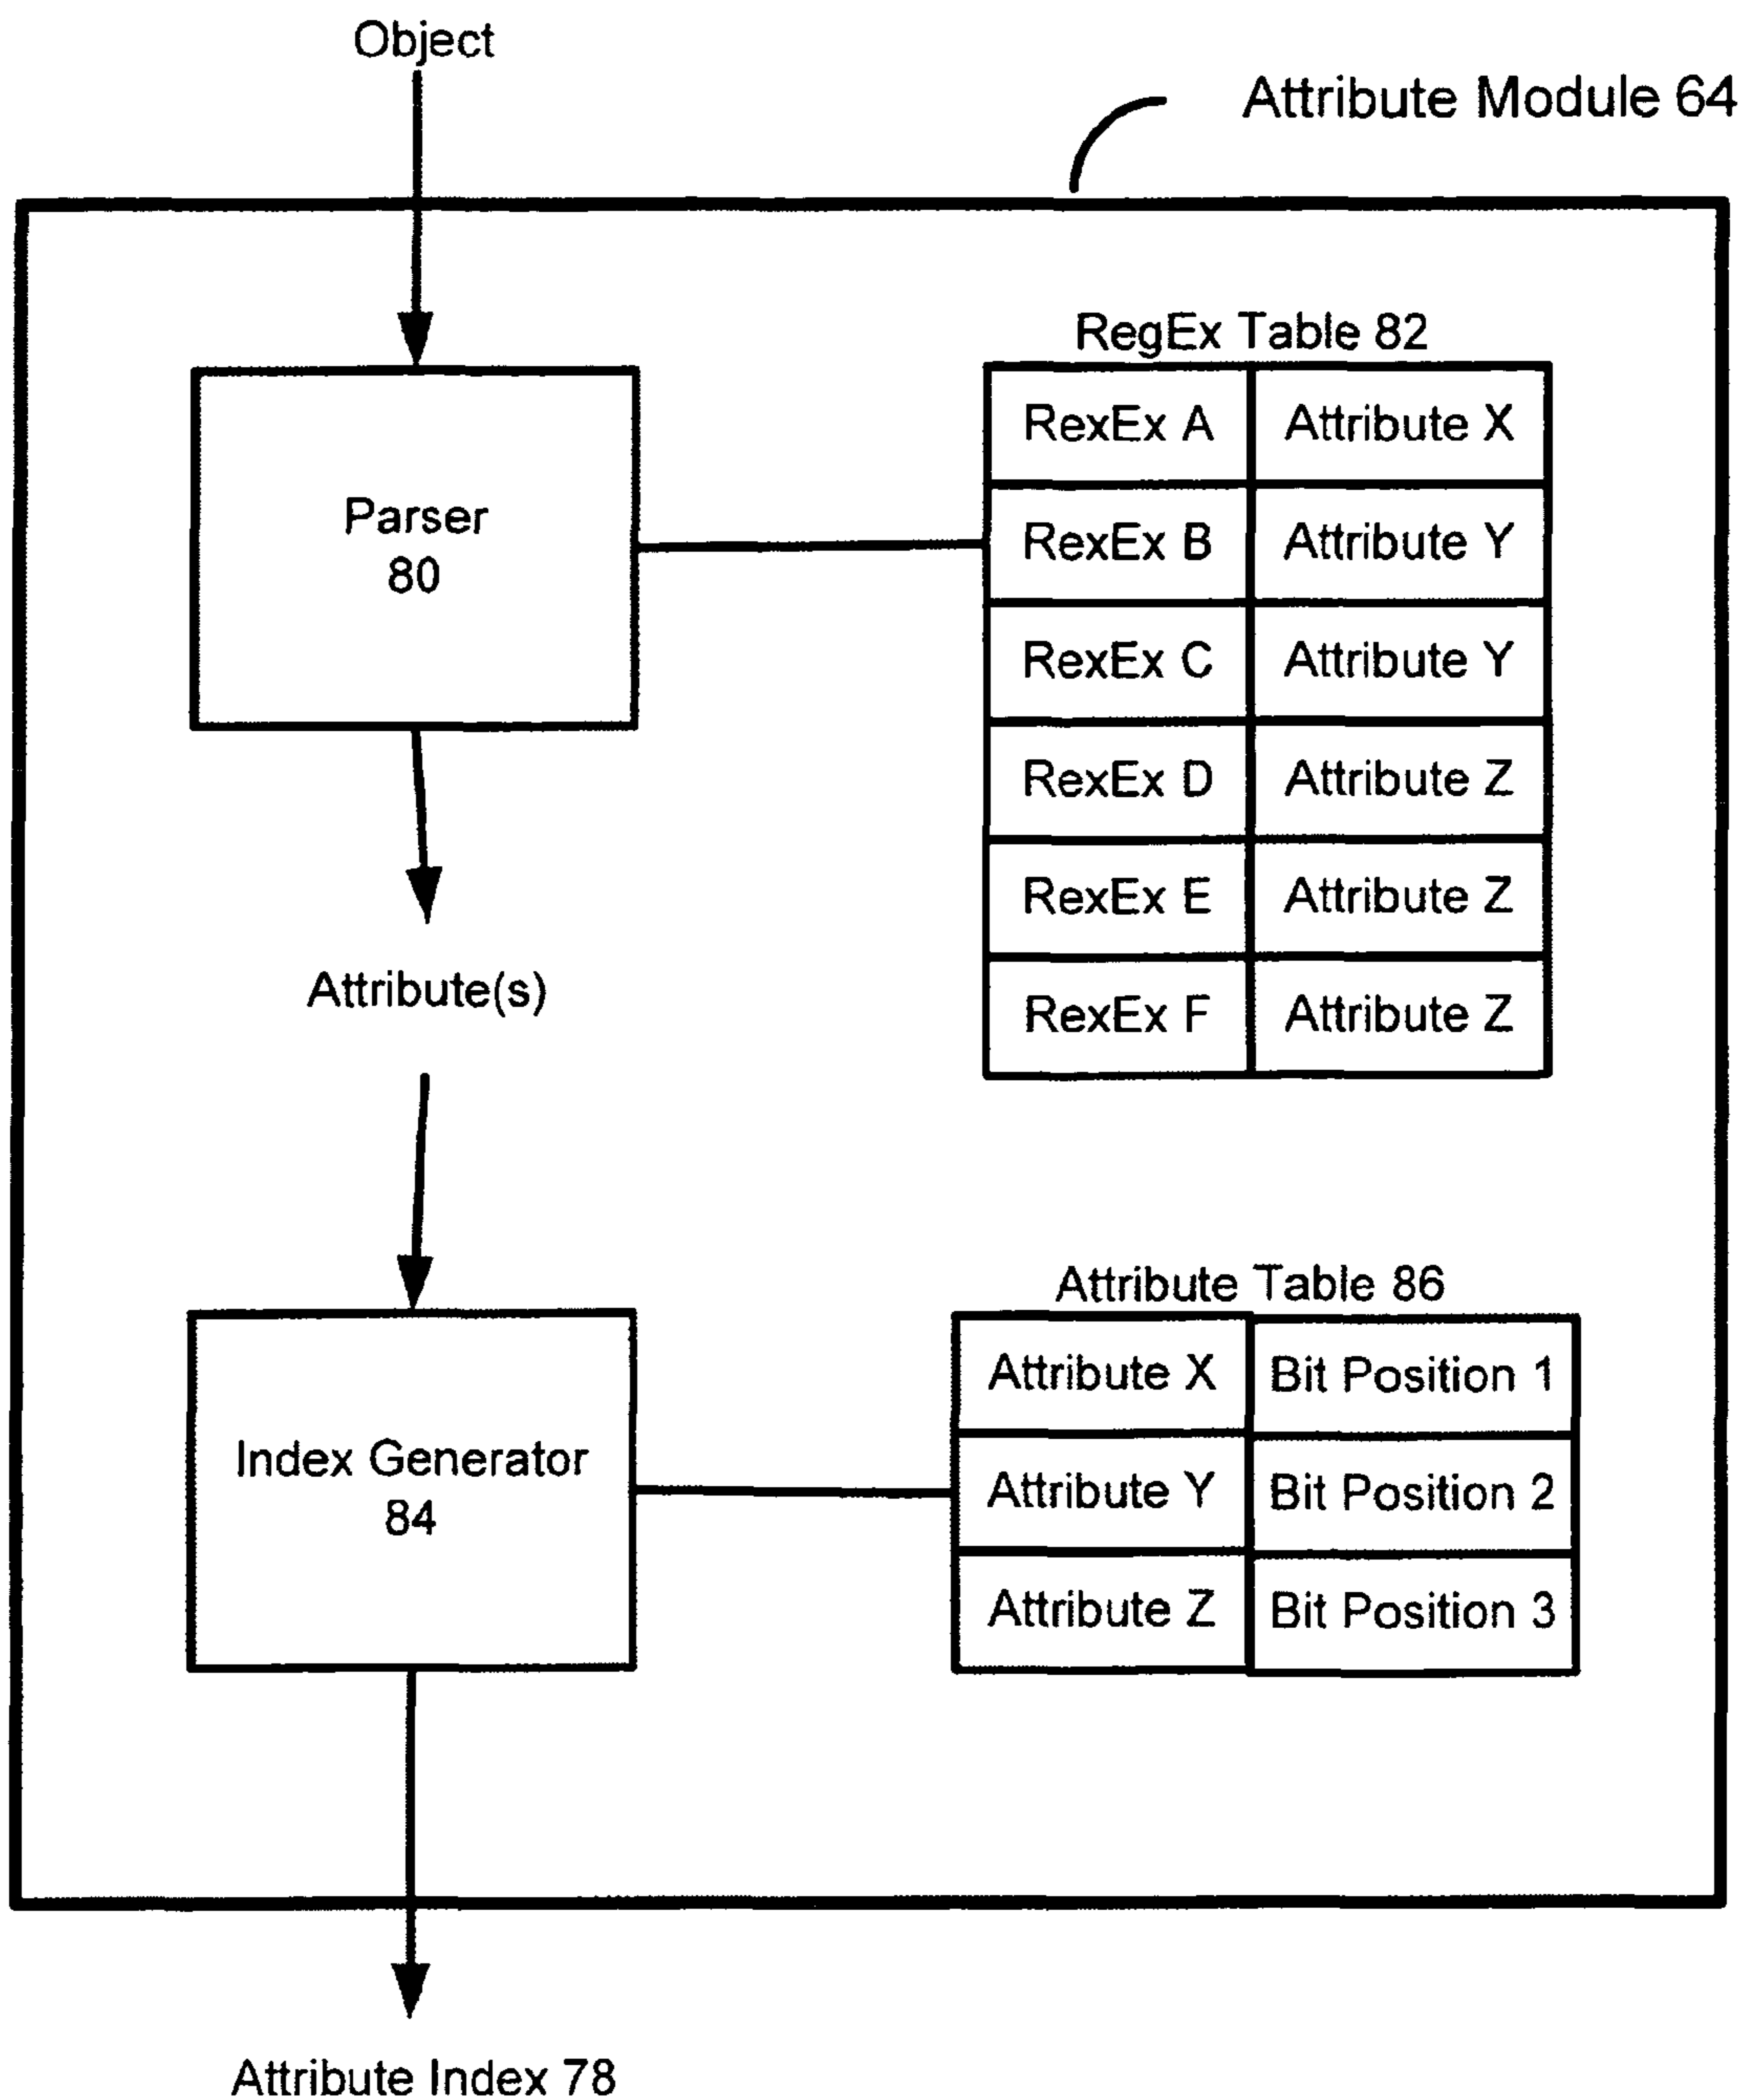 Object
Attribute Module 64
RegEx Table 82
RexEx A Attribute X
RexEx B Attribute Y
RexEx C Attribute Y
RexEx D Attribute Z
RexEx E Attribute Z
RexEx F Attribute Z
Parser
80
Attribute(s)
Attribute Table 86
Attribute X Bit Position 1
Attribute Y Bit Position 2
Attribute Z Bit Position 3
Index Generator
84
Attribute Index 78